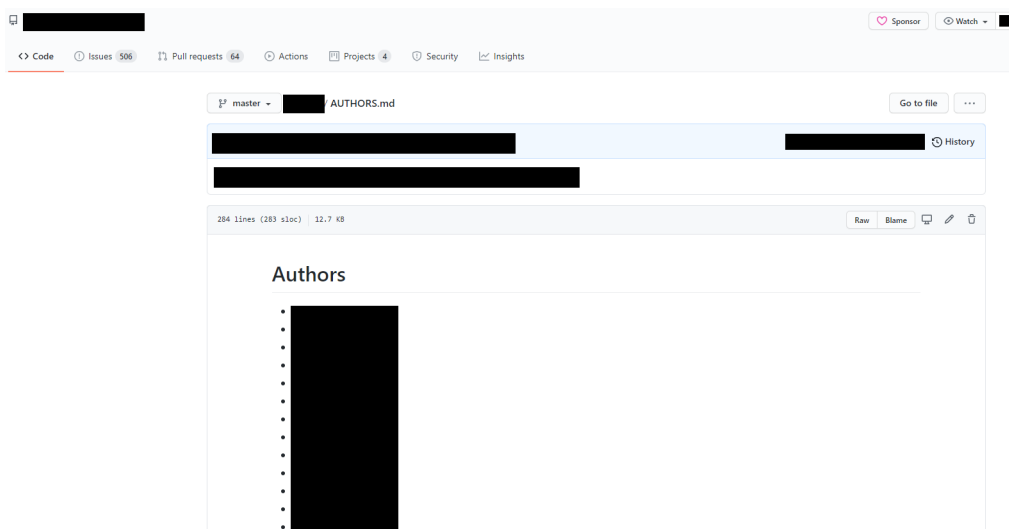 Sponsor Watch
Code Issues 506 Pull requests 64 Actions Projects 4 Security Insights
master / AUTHORS.md Go to file ...
History
284 lines (283 sloc) 12.7 KB Raw Blame
Authors